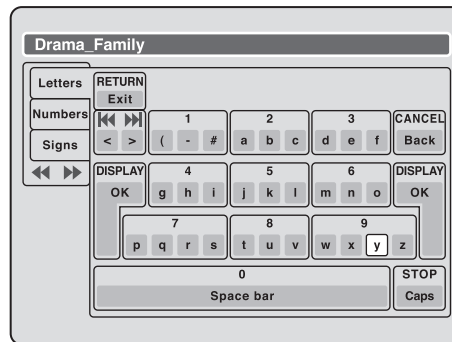 Drama_Family
Letters
Numbers
Signs
RETURN
Exit
< >
1
( - #
2
a b c
3
d e f
CANCEL
Back
DISPLAY
OK
4
g h i
5
j k l
6
m n o
DISPLAY
OK
7
p q r s
8
t u v
9
w x y z
0
Space bar
STOP
Caps